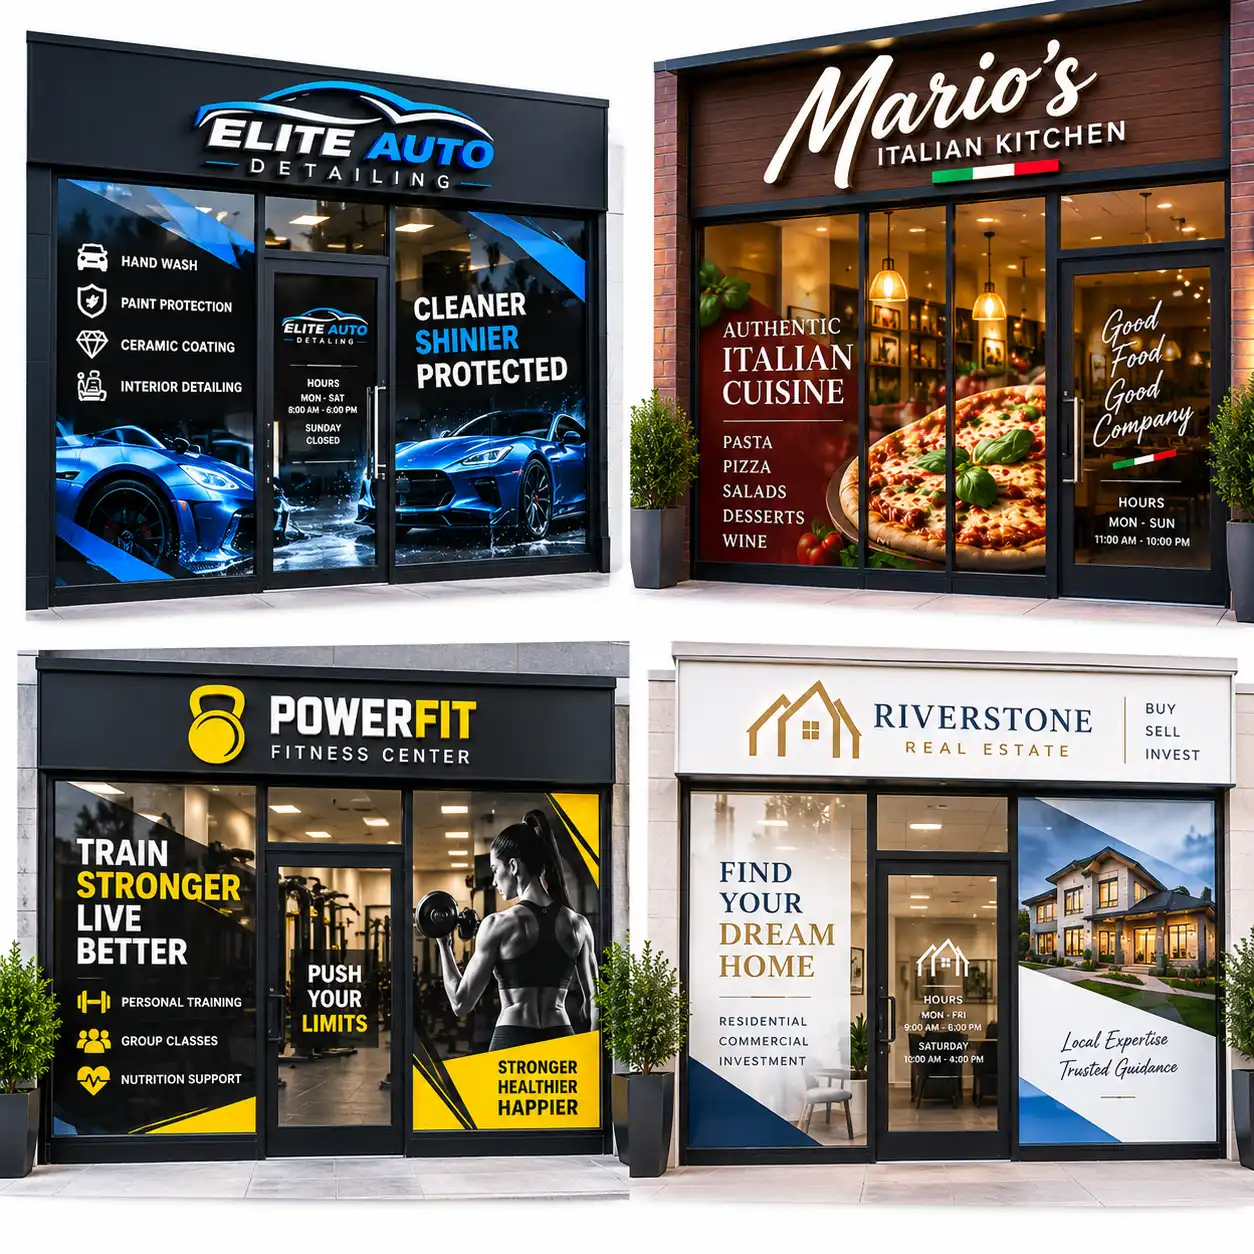 ELITE AUTO
DETAILING
HAND WASH
PAINT PROTECTION
CERAMIC COATING
INTERIOR DETAILING
ELITE AUTO
DETALING
HOURS
MON - SAT
8:00 AM - 6:00 PM
SUNDAY
CLOSED
CLEANER
SHINIER
PROTECTED
Mario's
ITALIAN KITCHEN
AUTHENTIC
ITALIAN
CUISINE
PASTA
PIZZA
SALADS
DESSERTS
WINE
Good
Food
Good
Company
HOURS
MON - SUN
11:00 AM - 10:00 PM
POWERFIT
FITNESS CENTER
TRAIN
STRONGER
LIVE
BETTER
PERSONAL TRAINING
GROUP CLASSES
NUTRITION SUPPORT
PUSH
YOUR
LIMITS
STRONGER
HEALTHIER
HAPPIER
RIVERSTONE
REAL ESTATE
BUY
SELL
INVEST
FIND
YOUR
DREAM
HOME
RESIDENTIAL
COMMERCIAL
INVESTMENT
HOURS
MON - FRI
9:00 AM - 6:00 PM
SATURDAY
10:00 AM - 4:00 PM
Local Expertise
Trusted Guidance